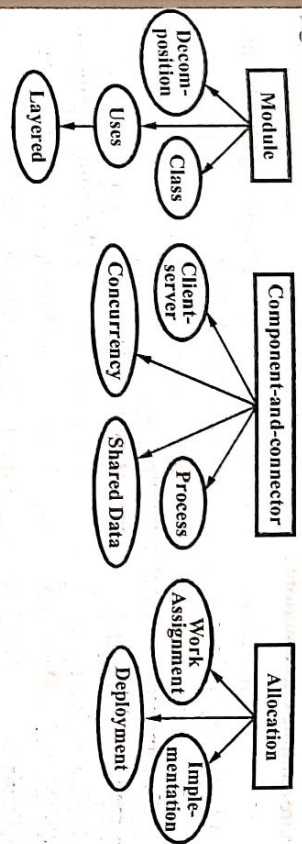 Module
Decom-
position
Class
Uses
Layered
Component-and-connector
Client-
server
Process
Concurrency
Shared Data
Allocation
Work
Assignment
Imple-
mentation
Deployment